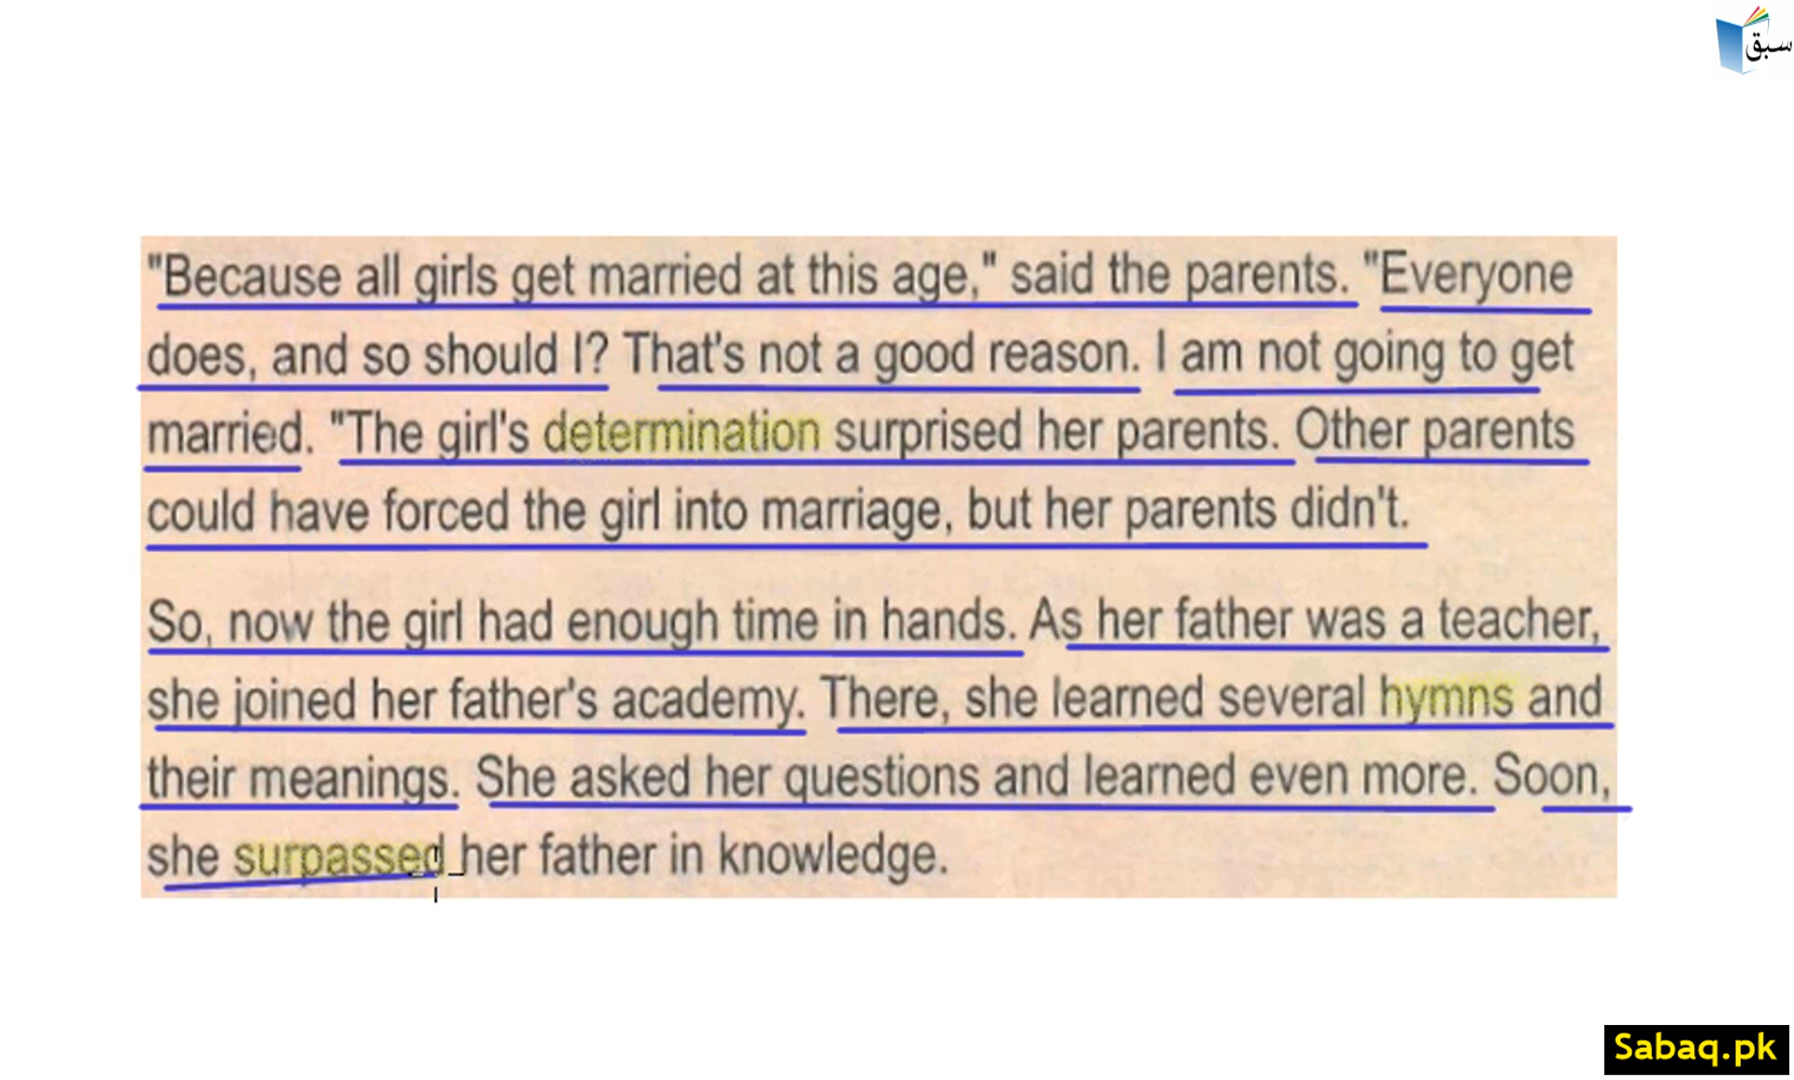 سبق
"Because all girls get married at this age," said the parents. "Everyone
does, and so should I? That's not a good reason. I am not going to get
married. "The girl's determination surprised her parents. Other parents
could have forced the girl into marriage, but her parents didn't.
So, now the girl had enough time in hands. As her father was a teacher,
she joined her father's academy. There, she learned several hymns and
their meanings. She asked her questions and learned even more. Soon,
she surpassed her father in knowledge.
Sabaq.pk